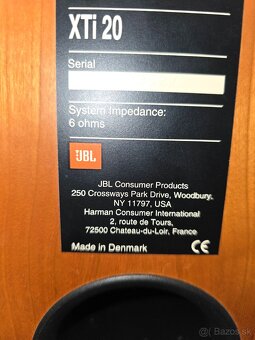 XTi 20
Serial
System Impedance:
6 ohms
JBL
JBL Consumer Products
250 Crossways Park Drive, Woodbury,
NY 11797, USA
Harman Consumer International
2, route de Tours,
72500 Chateau-du-Loir, France
Made in Denmark CE
Bazos.sk